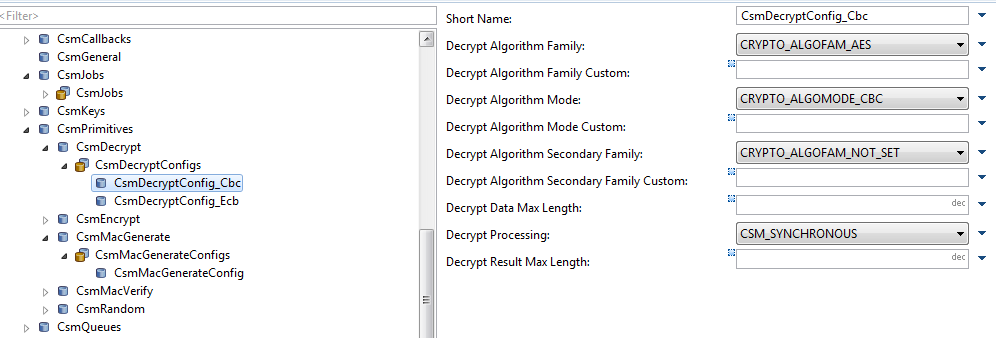 <Filter>
CsmCallbacks
CsmGeneral
CsmJobs
CsmJobs
CsmKeys
CsmPrimitives
CsmDecrypt
CsmDecryptConfigs
CsmDecryptConfig_Cbc
CsmDecryptConfig_Ecb
CsmEncrypt
CsmMacGenerate
CsmMacGenerateConfigs
CsmMacGenerateConfig
CsmMacVerify
CsmRandom
CsmQueues
Short Name: CsmDecryptConfig_Cbc
Decrypt Algorithm Family: CRYPTO_ALGOFAM_AES
Decrypt Algorithm Family Custom:
Decrypt Algorithm Mode: CRYPTO_ALGOMODE_CBC
Decrypt Algorithm Mode Custom:
Decrypt Algorithm Secondary Family: CRYPTO_ALGOFAM_NOT_SET
Decrypt Algorithm Secondary Family Custom:
Decrypt Data Max Length: dec
Decrypt Processing: CSM_SYNCHRONOUS
Decrypt Result Max Length: dec